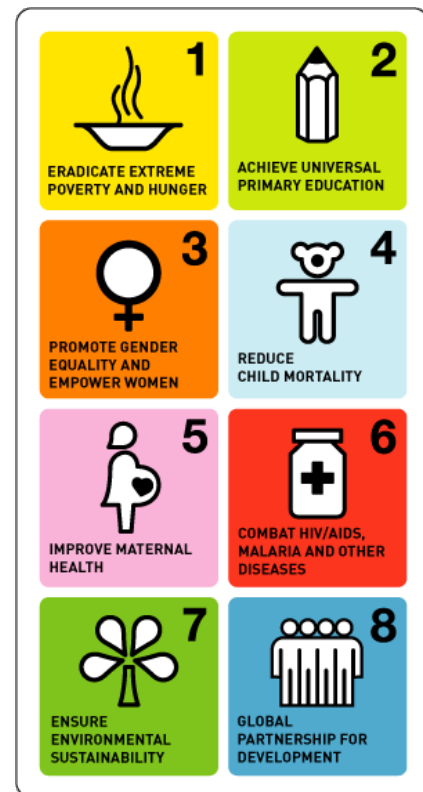 1
ERADICATE EXTREME
POVERTY AND HUNGER
2
ACHIEVE UNIVERSAL
PRIMARY EDUCATION
3
PROMOTE GENDER
EQUALITY AND
EMPOWER WOMEN
4
REDUCE
CHILD MORTALITY
5
IMPROVE MATERNAL
HEALTH
6
COMBAT HIV/AIDS,
MALARIA AND OTHER
DISEASES
7
ENSURE
ENVIRONMENTAL
SUSTAINABILITY
8
GLOBAL
PARTNERSHIP FOR
DEVELOPMENT